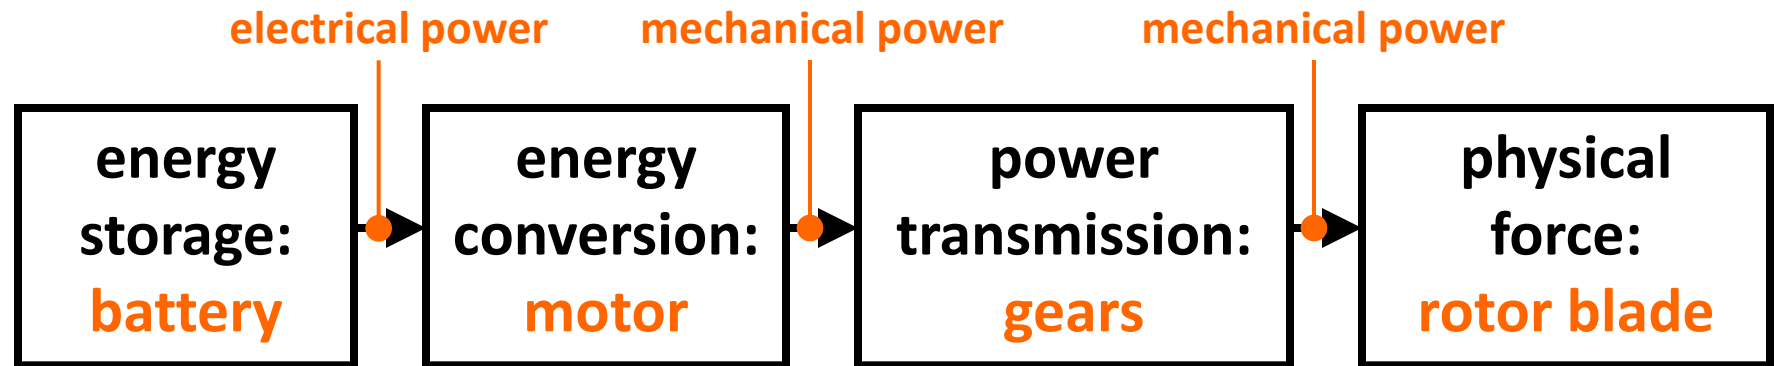 electrical power
mechanical power
mechanical power
energy
storage:
battery
energy
conversion:
motor
power
transmission:
gears
physical
force:
rotor blade